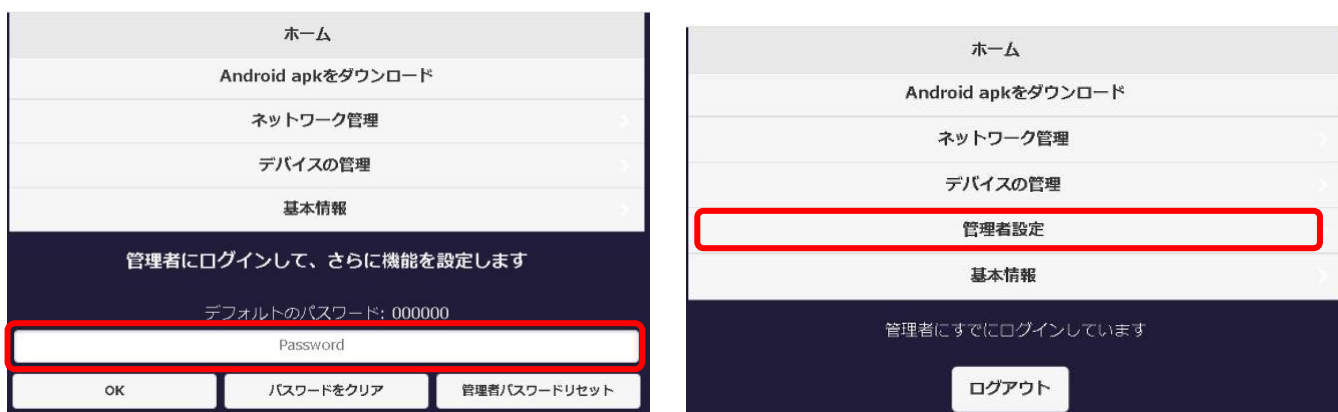 ホーム
Android apkをダウンロード
ネットワーク管理
デバイスの管理
基本情報
管理者にログインして、さらに機能を設定します
デフォルトのパスワード: 000000
Password
OK
パスワードをクリア
管理者パスワードリセット
ホーム
Android apkをダウンロード
ネットワーク管理
デバイスの管理
管理者設定
基本情報
管理者にすでにログインしています
ログアウト